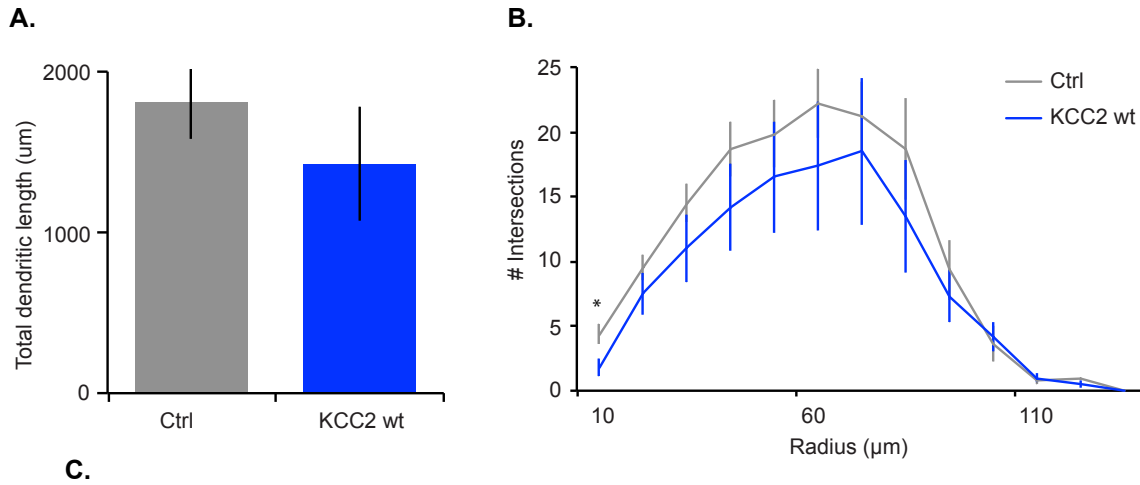 A.
Total dendritic length (um)
2000
1000
0
Ctrl
KCC2 wt
B.
# Intersections
25
20
15
10
5
0
*
Ctrl
KCC2 wt
10
60
110
Radius (µm)
C.